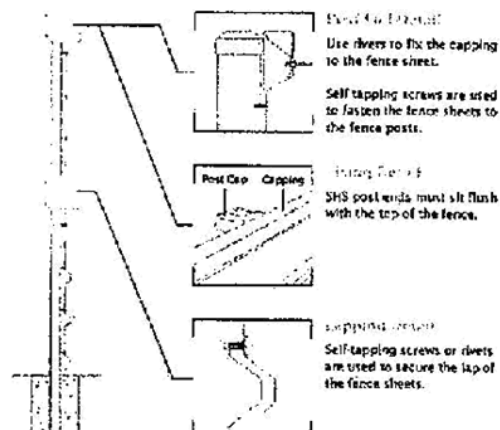 Use rivers to fix the capping
to the fence sheet.
Self tapping screws are used
to fasten the fence sheets to
the fence posts.
Post Cap Capping
SHS post ends must sit flush
with the top of the fence.
Self-tapping screws or rivets
are used to secure the lap of
the fence sheets.